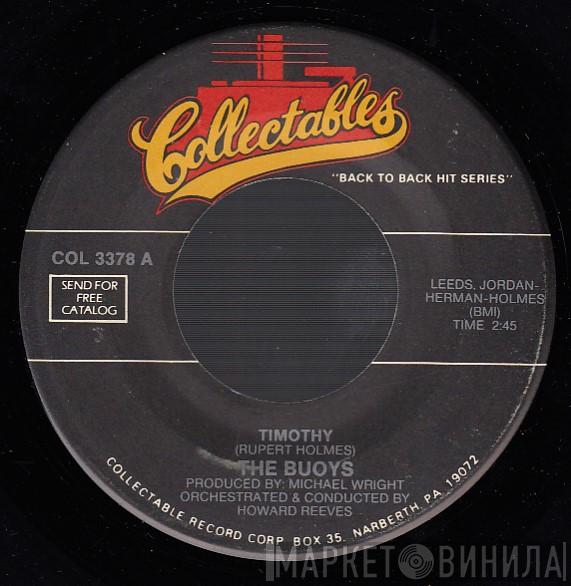 Collectables
"BACK TO BACK HIT SERIES"
COL 3378 A
SEND FOR
FREE
CATALOG
LEEDS, JORDAN-
HERMAN-HOLMES
(BMI)
TIME 2:45
TIMOTHY
(RUPERT HOLMES)
THE BUOYS
PRODUCED BY: MICHAEL WRIGHT
ORCHESTRATED & CONDUCTED BY
HOWARD REEVES
COLLECTABLE RECORD CORP. BOX 35, NARBERTH, PA 19072
МАРКЕТ ВИНИЛА